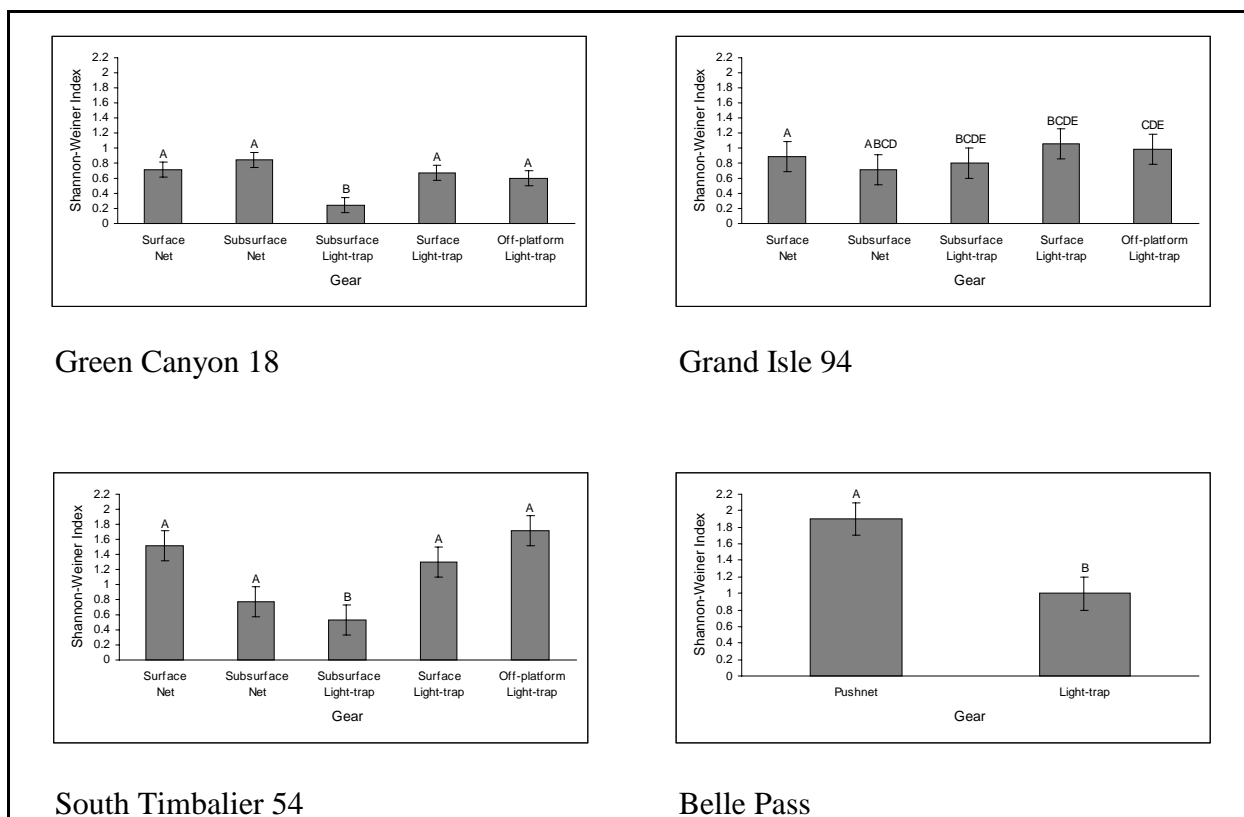 2.2
2
1.8
1.6
1.4
1.2
1
0.8
0.6
0.4
0.2
0
Shannon-Weiner Index
A
A
B
A
A
Surface Net
Subsurface Net
Subsurface Light-trap
Surface Light-trap
Off-platform Light-trap
Gear
Green Canyon 18
2.2
2
1.8
1.6
1.4
1.2
1
0.8
0.6
0.4
0.2
0
Shannon-Weiner Index
A
ABCD
BCDE
BCDE
CDE
Surface Net
Subsurface Net
Subsurface Light-trap
Surface Light-trap
Off-platform Light-trap
Gear
Grand Isle 94
2.2
2
1.8
1.6
1.4
1.2
1
0.8
0.6
0.4
0.2
0
Shannon-Weiner Index
A
A
B
A
A
Surface Net
Subsurface Net
Subsurface Light-trap
Surface Light-trap
Off-platform Light-trap
Gear
South Timbalier 54
2.2
2
1.8
1.6
1.4
1.2
1
0.8
0.6
0.4
0.2
0
Shannon-Weiner Index
A
B
Pushnet
Light-trap
Gear
Belle Pass